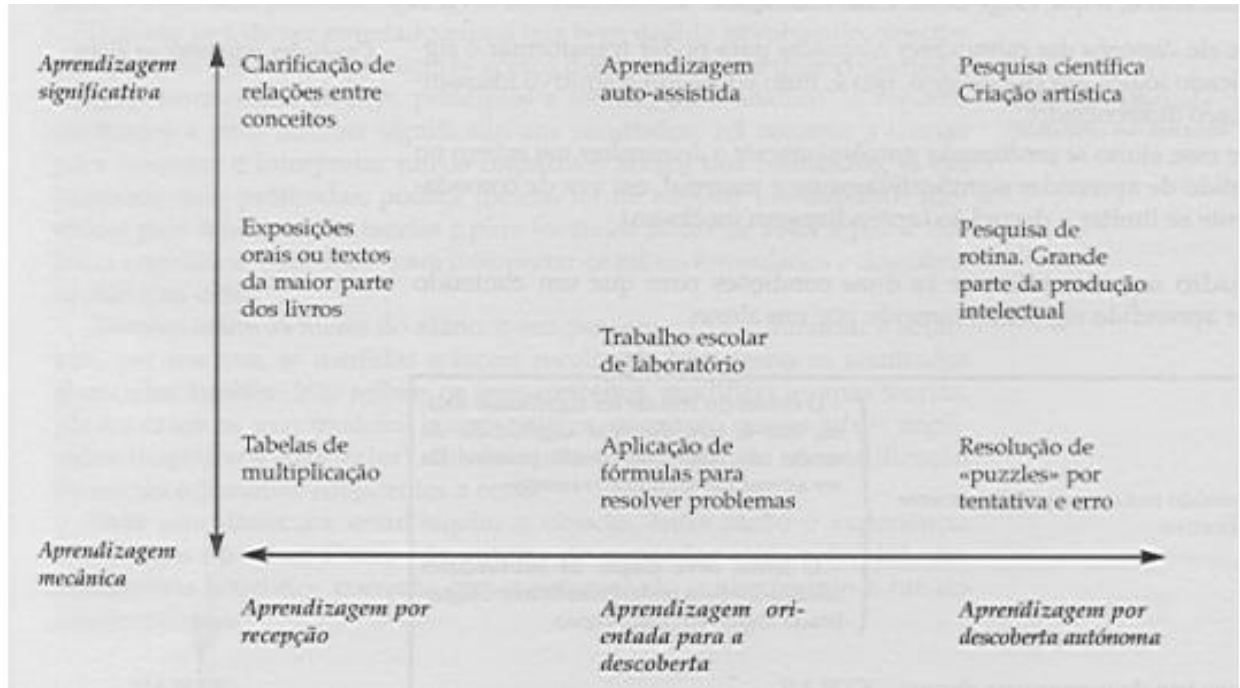 Aprendizagem
significativa
Clarificação de
relações entre
conceitos
Aprendizagem
auto-assistida
Pesquisa científica
Criação artística
Exposições
orais ou textos
da maior parte
dos livros
Pesquisa de
rotina. Grande
parte da produção
intelectual
Trabalho escolar
de laboratório
Tabelas de
multiplicação
Aplicação de
fórmulas para
resolver problemas
Resolução de
«puzzles» por
tentativa e erro
Aprendizagem
mecânica
Aprendizagem por
recepção
Aprendizagem ori-
entada para a
descoberta
Aprendizagem por
descoberta autónoma